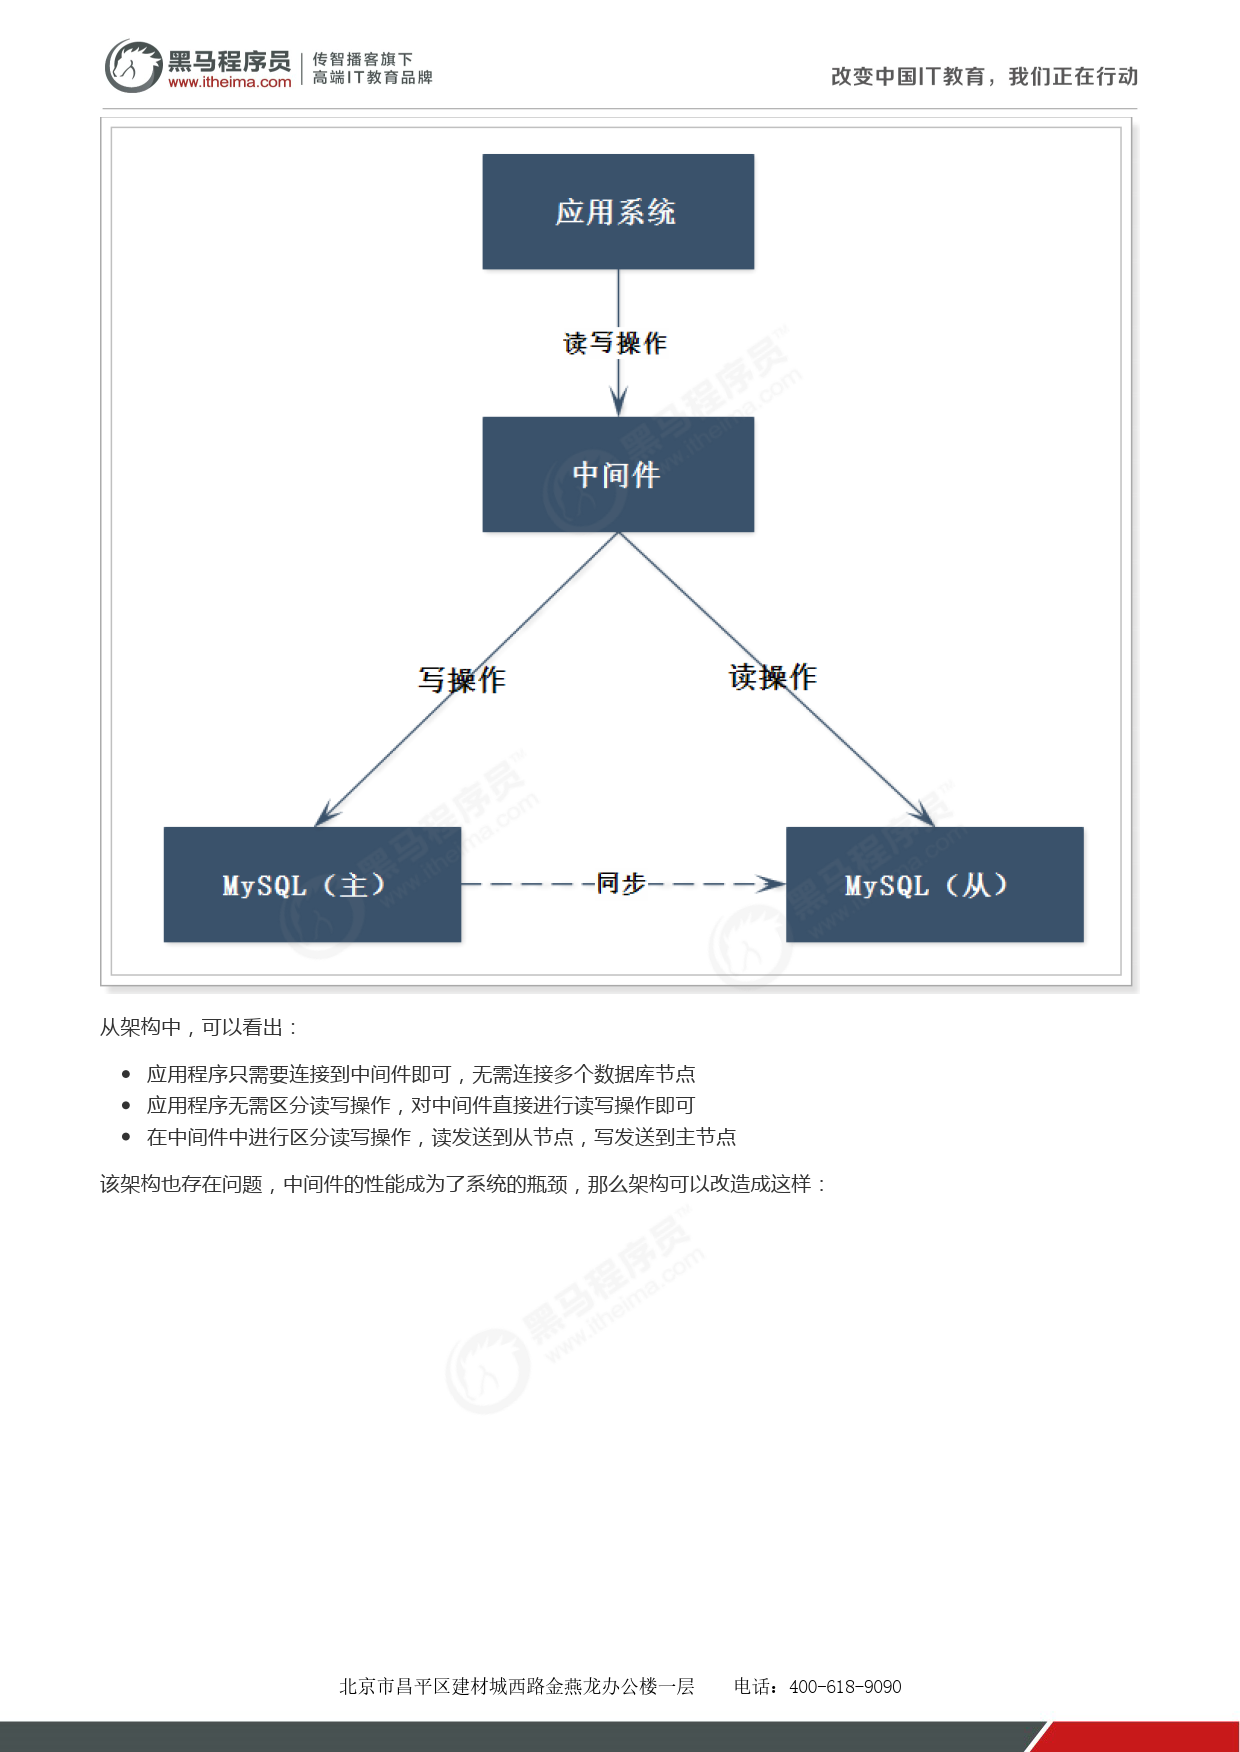 黑马程序员
www.itheima.com
传智播客旗下
高端IT教育品牌
改变中国IT教育，我们正在行动
应用系统
读写操作
中间件
写操作
读操作
MySQL（主）
同步
MySQL（从）
从架构中，可以看出：
应用程序只需要连接到中间件即可，无需连接多个数据库节点
应用程序无需区分读写操作，对中间件直接进行读写操作即可
在中间件中进行区分读写操作，读发送到从节点，写发送到主节点
该架构也存在问题，中间件的性能成为了系统的瓶颈，那么架构可以改造成这样：
黑马程序员™
www.itheima.com
北京市昌平区建材城西路金燕龙办公楼一层 电话：400-618-9090